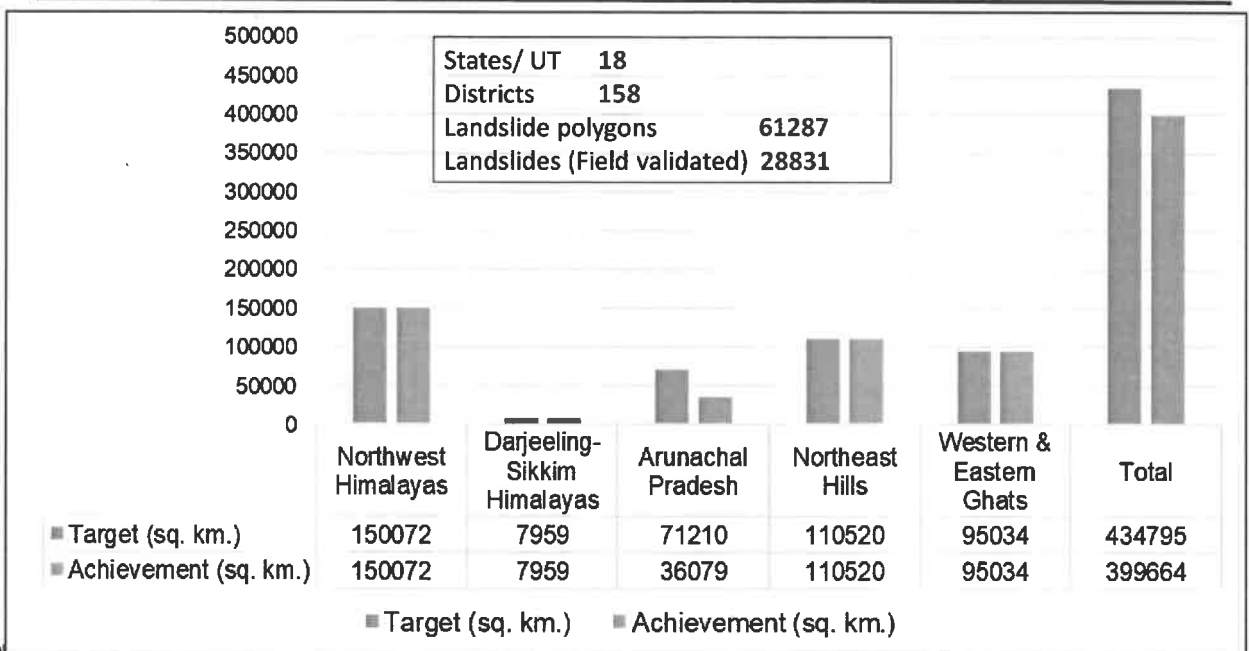 500000
450000
400000
350000
300000
250000
200000
150000
100000
50000
0
States/ UT 18
Districts 158
Landslide polygons 61287
Landslides (Field validated) 28831
Northwest Himalayas
Darjeeling-Sikkim Himalayas
Arunachal Pradesh
Northeast Hills
Western & Eastern Ghats
Total
Target (sq. km.) 150072 7959 71210 110520 95034 434795
Achievement (sq. km.) 150072 7959 36079 110520 95034 399664
Target (sq. km.) Achievement (sq. km.)